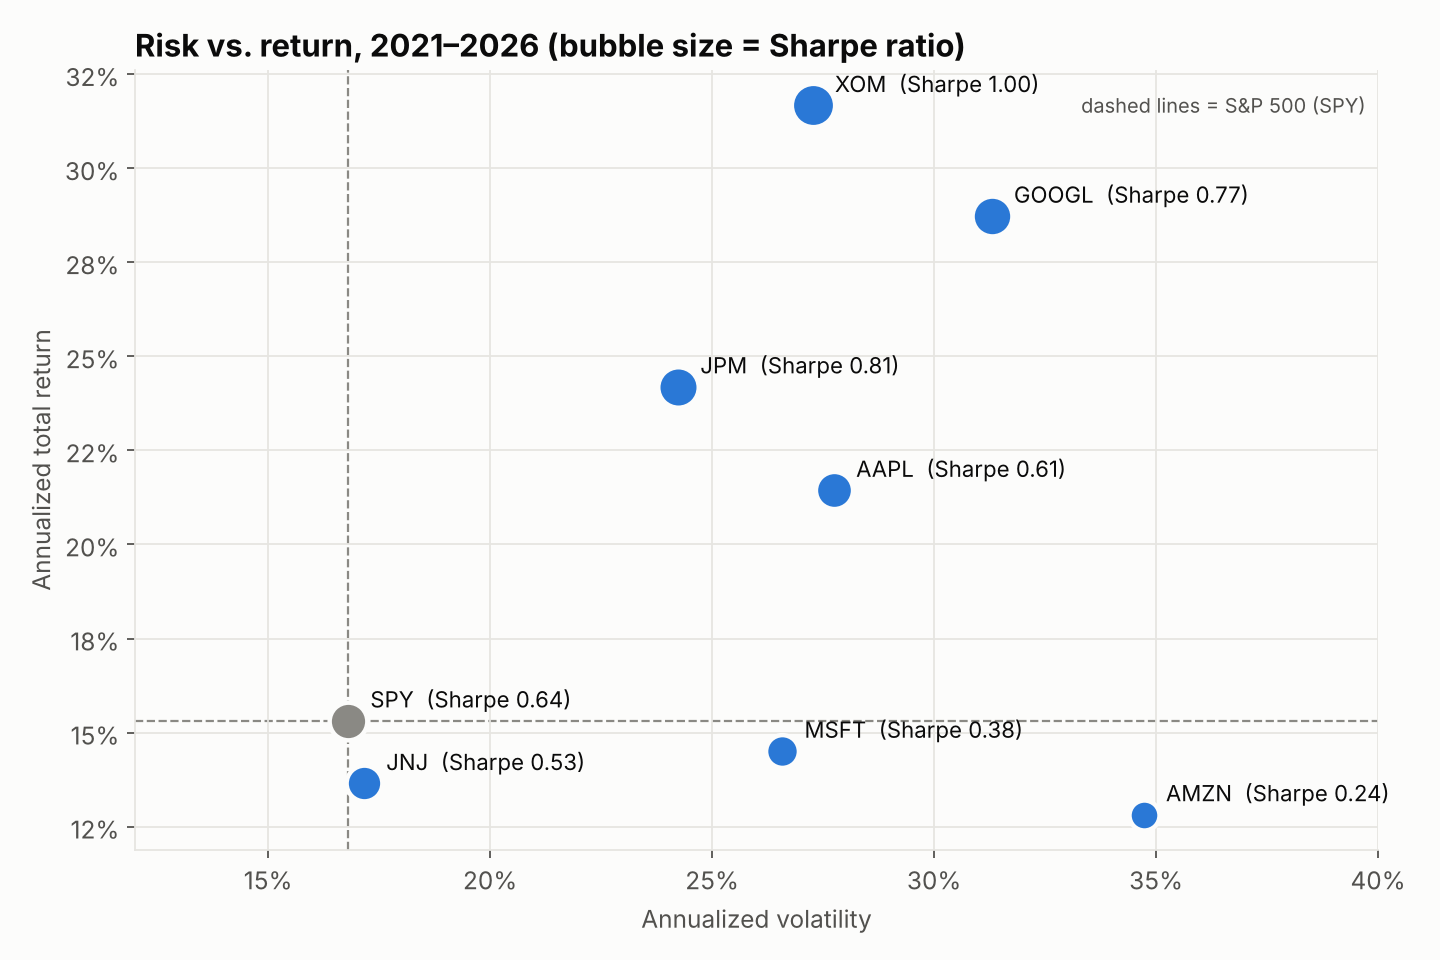 Risk vs. return, 2021–2026 (bubble size = Sharpe ratio)
32%
XOM (Sharpe 1.00)
dashed lines = S&P 500 (SPY)
30%
GOOGL (Sharpe 0.77)
28%
25%
JPM (Sharpe 0.81)
22%
AAPL (Sharpe 0.61)
20%
18%
SPY (Sharpe 0.64)
15%
MSFT (Sharpe 0.38)
JNJ (Sharpe 0.53)
AMZN (Sharpe 0.24)
12%
Annualized total return
15% 20% 25% 30% 35% 40%
Annualized volatility